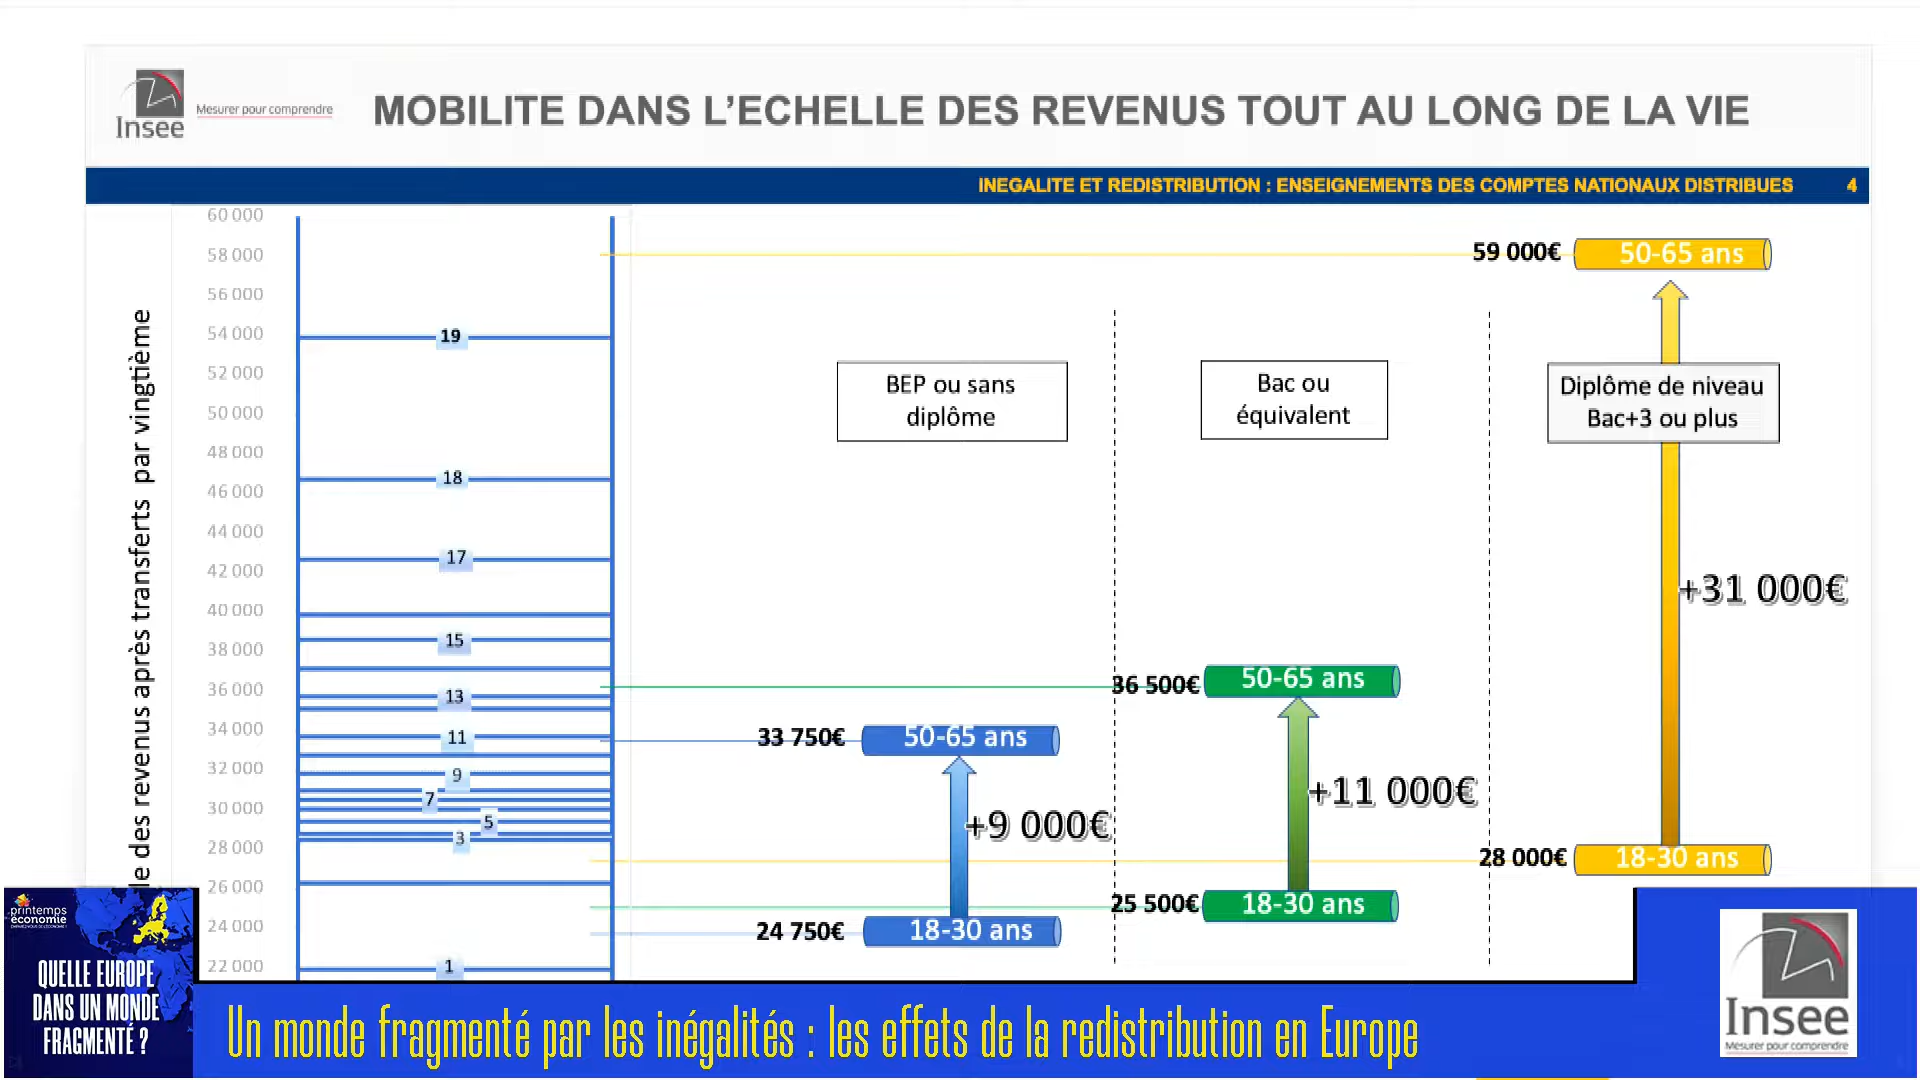 Insee
Mesurer pour comprendre
MOBILITE DANS L’ECHELLE DES REVENUS TOUT AU LONG DE LA VIE
INEGALITE ET REDISTRIBUTION : ENSEIGNEMENTS DES COMPTES NATIONAUX DISTRIBUES 4
le des revenus après transferts par vingtième
60 000
58 000
56 000
54 000
52 000
50 000
48 000
46 000
44 000
42 000
40 000
38 000
36 000
34 000
32 000
30 000
28 000
26 000
24 000
22 000
19
18
17
15
13
11
9
7
5
3
1
BEP ou sans
diplôme
33 750€
50-65 ans
+9 000€
24 750€
18-30 ans
Bac ou
équivalent
36 500€
50-65 ans
+11 000€
25 500€
18-30 ans
59 000€
50-65 ans
Diplôme de niveau
Bac+3 ou plus
+31 000€
28 000€
18-30 ans
printemps
économie
QUELLE EUROPE
DANS UN MONDE
FRAGMENTÉ ?
Un monde fragmenté par les inégalités : les effets de la redistribution en Europe
Insee
Mesurer pour comprendre